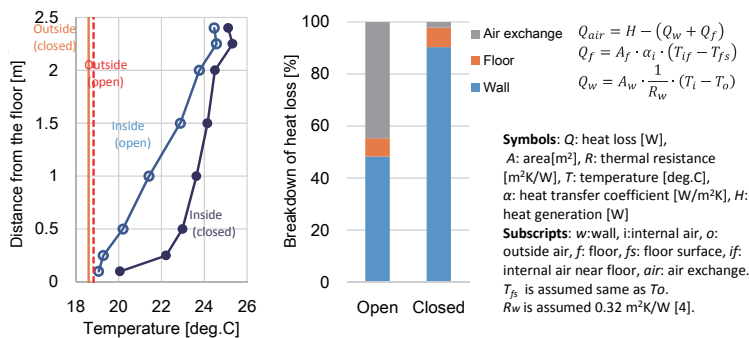 2.5
2
1.5
1
0.5
0
Distance from the floor [m]
18 20 22 24 26
Temperature [deg.C]
Outside
(closed)
Outside
(open)
Inside
(open)
Inside
(closed)
100
80
60
40
20
0
Breakdown of heat loss [%]
Open Closed
Air exchange
Floor
Wall
Q_air = H − (Q_w + Q_f)
Q_f = A_f · α_i · (T_if − T_fs)
Q_w = A_w · 1/R_w · (T_i − T_o)
Symbols: Q: heat loss [W],
A: area[m²], R: thermal resistance
[m²K/W], T: temperature [deg.C],
α: heat transfer coefficient [W/m²K], H:
heat generation [W]
Subscripts: w:wall, i:internal air, o:
outside air, f: floor, fs: floor surface, if:
internal air near floor, air: air exchange.
T_fs is assumed same as To.
R_w is assumed 0.32 m²K/W [4].